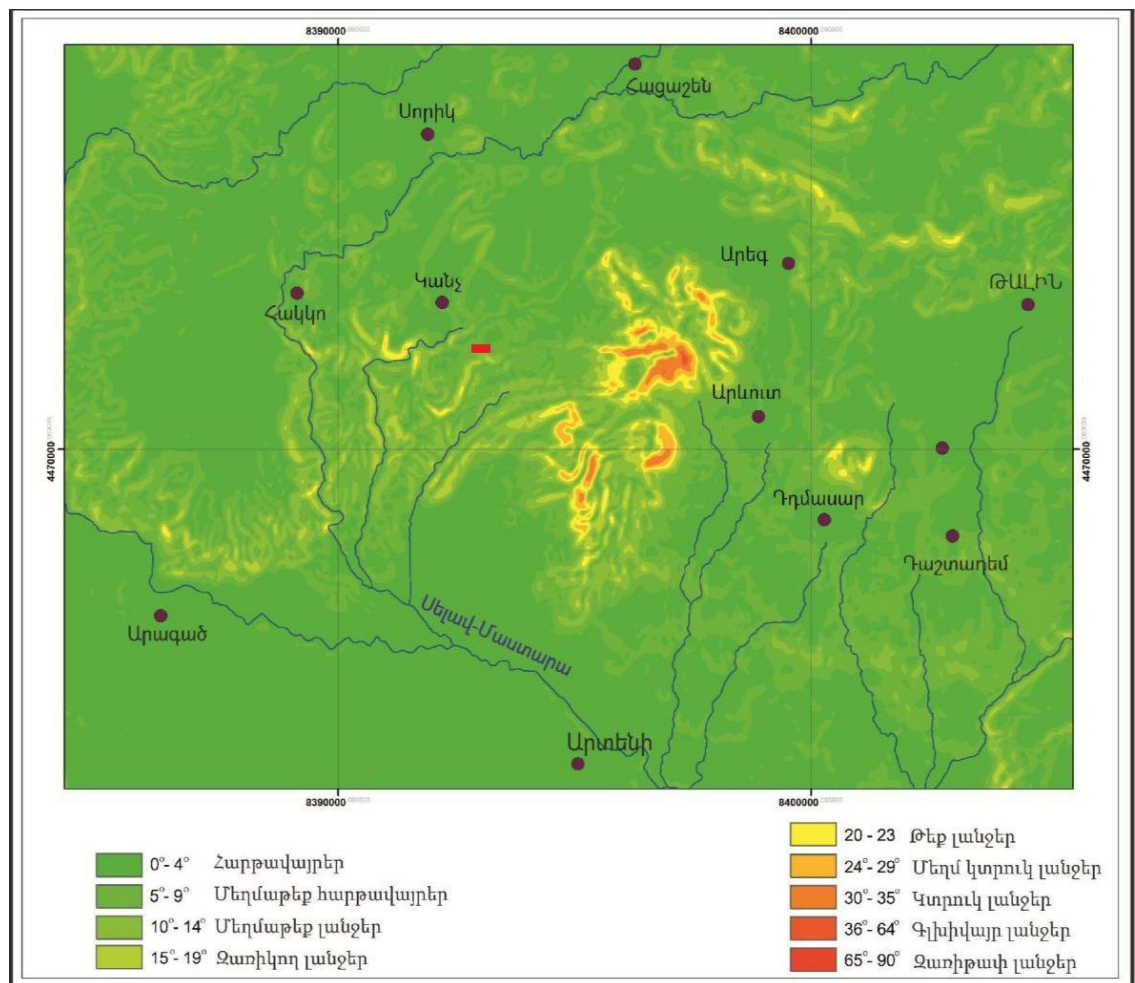 8390000 8400000
Հացաշեն
Սորիկ
Արեգ
Կանչ
ԹԱԼԻՆ
Հակկո
Արևուտ
4470000 4470000
Դդմասար
Դաշտադեմ
Արագած
Սելավ-Մաստարա
Արտենի
8390000 8400000
0°- 4° Հարթավայրեր
5°- 9° Մեղմաթեք հարթավայրեր
10°- 14° Մեղմաթեք լանջեր
15°- 19° Զառիկող լանջեր
20 - 23 Թեք լանջեր
24°- 29° Մեղմ կտրուկ լանջեր
30°- 35° Կտրուկ լանջեր
36°- 64° Գլխիվայր լանջեր
65°- 90° Զառիթափ լանջեր